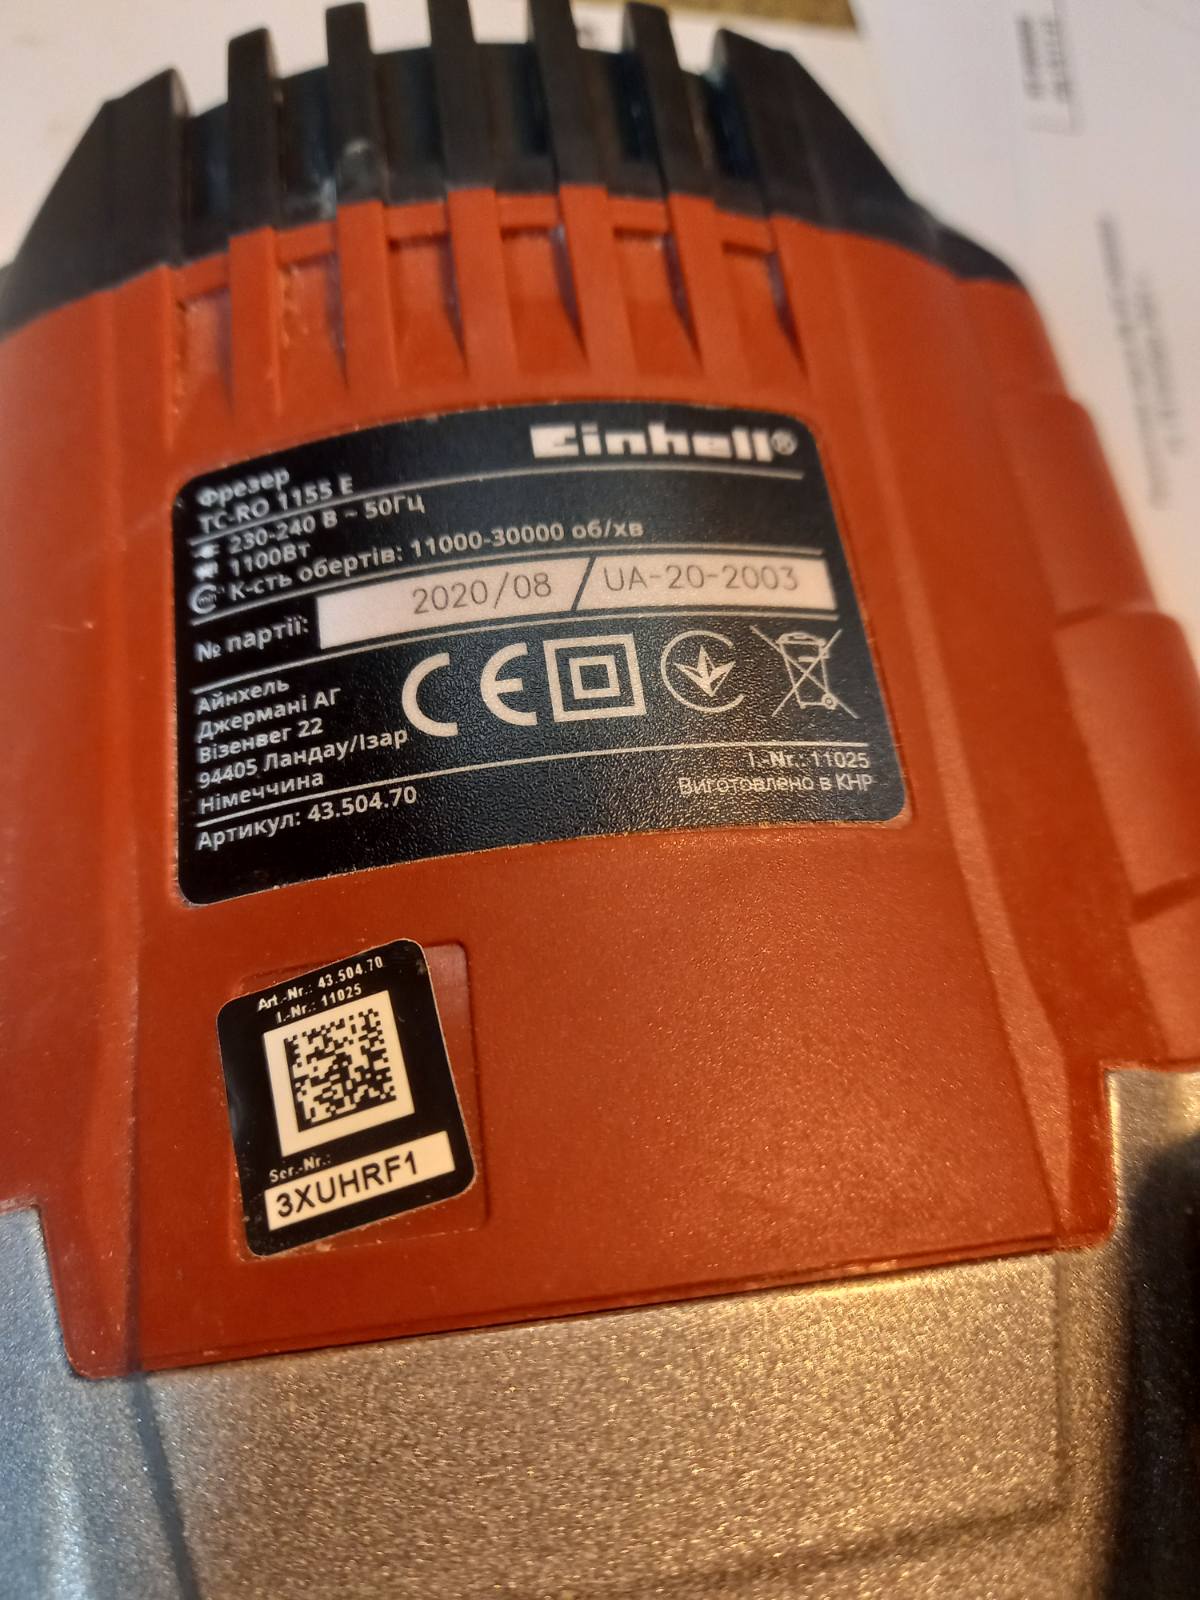 Einhell®
Фрезер
TC-RO 1155 E
230-240 В ~ 50Гц
1100Вт
К-сть обертів: 11000-30000 об/хв
№ партії: 2020/08 / UA-20-2003
Айнхель
Джермані АГ
Візенвег 22
94405 Ландау/Ізар
Німеччина
CE
I.-Nr.: 11025
Виготовлено в КНР
Артикул: 43.504.70
Art.-Nr.: 43.504.70
I.-Nr.: 11025
Ser.-Nr.:
3XUHRF1